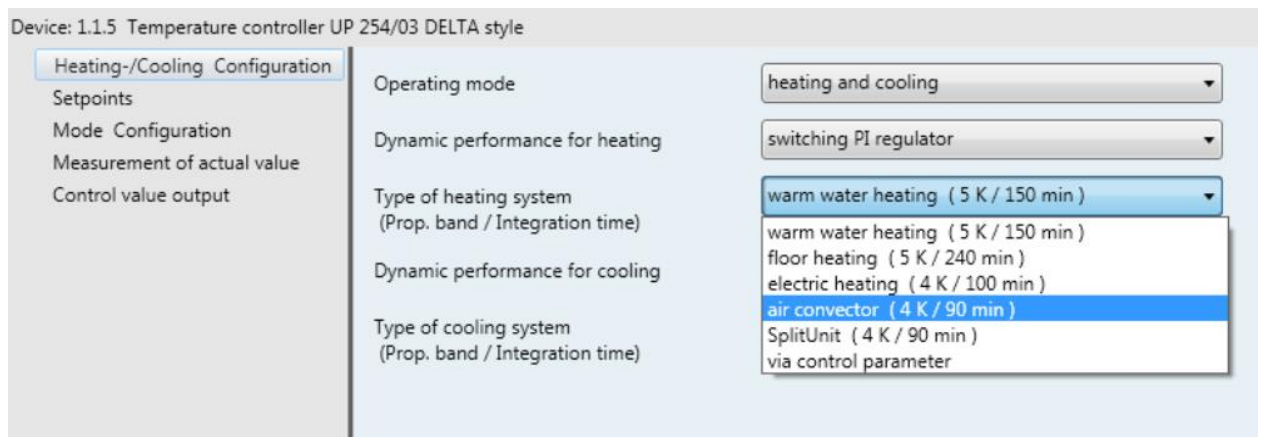 Device: 1.1.5 Temperature controller UP 254/03 DELTA style
Heating-/Cooling Configuration
Setpoints
Mode Configuration
Measurement of actual value
Control value output
Operating mode
heating and cooling
Dynamic performance for heating
switching PI regulator
Type of heating system
(Prop. band / Integration time)
warm water heating ( 5 K / 150 min )
warm water heating ( 5 K / 150 min )
floor heating ( 5 K / 240 min )
electric heating ( 4 K / 100 min )
air convector ( 4 K / 90 min )
SplitUnit ( 4 K / 90 min )
via control parameter
Dynamic performance for cooling
Type of cooling system
(Prop. band / Integration time)